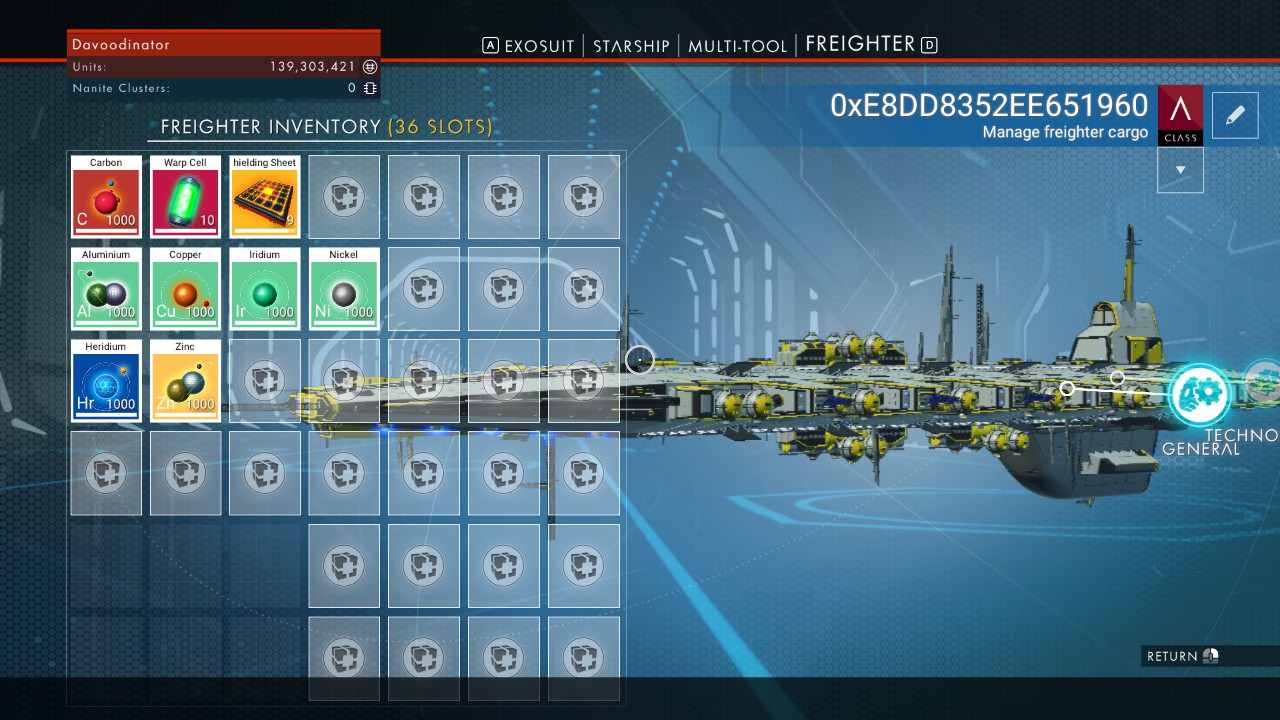 Davoodinator
Units: 139,303,421
Nanite Clusters: 0
A EXOSUIT STARSHIP MULTI-TOOL FREIGHTER D
0xE8DD8352EE651960
Manage freighter cargo
A
CLASS
FREIGHTER INVENTORY (36 SLOTS)
Carbon Warp Cell hielding Sheet
C 1000 10 9
Aluminium Copper Iridium Nickel
Al 1000 Cu 1000 Ir 1000 Ni 1000
Heridium Zinc
Hr 1000 Zn 1000
TECHNO
GENERAL
RETURN